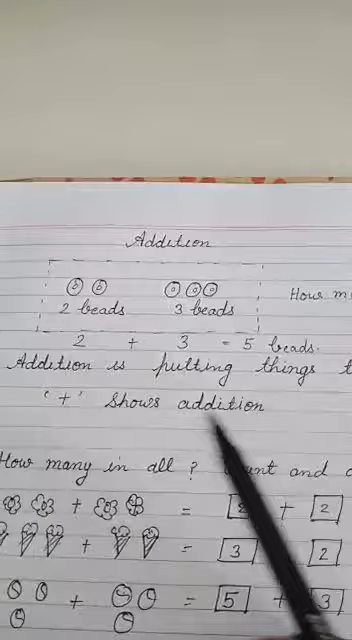 Addition
2 beads 3 beads
How m
2 + 3 = 5 beads.
Addition is putting things t
'+' Shows addition
How many in all? Count and
+ = 2 + 2
+ = 3 2
+ = 5 + 3